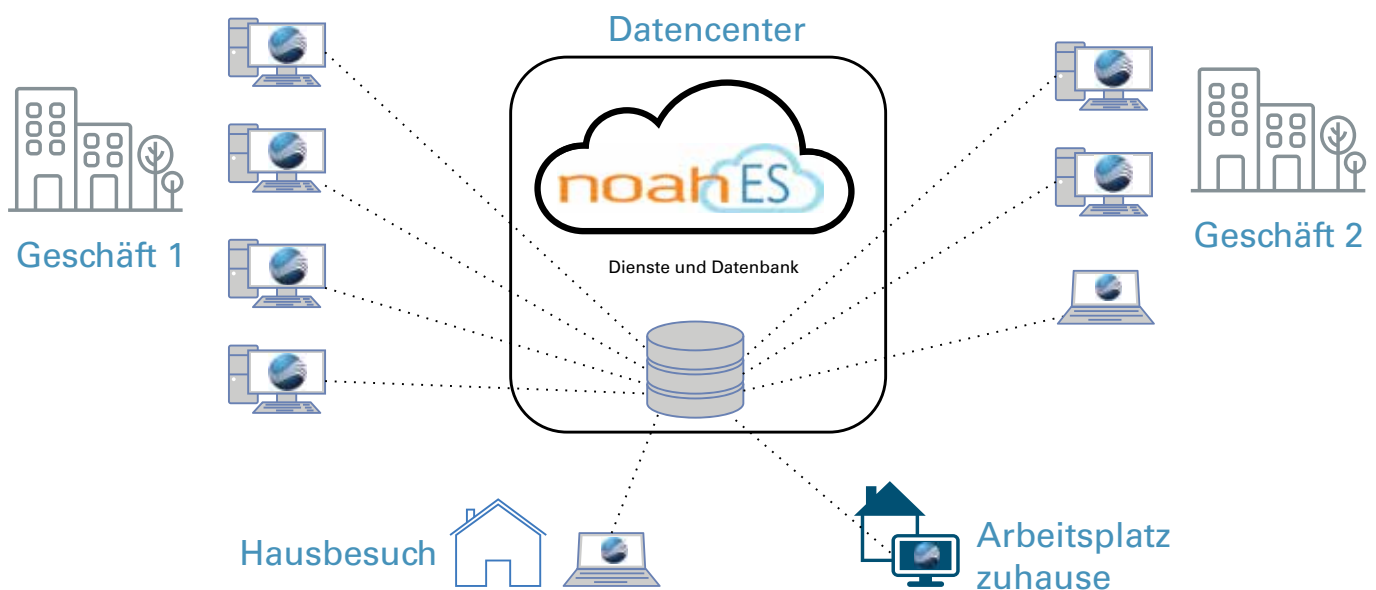 Datencenter
noah ES
Dienste und Datenbank
Geschäft 1
Geschäft 2
Hausbesuch
Arbeitsplatz
zuhause